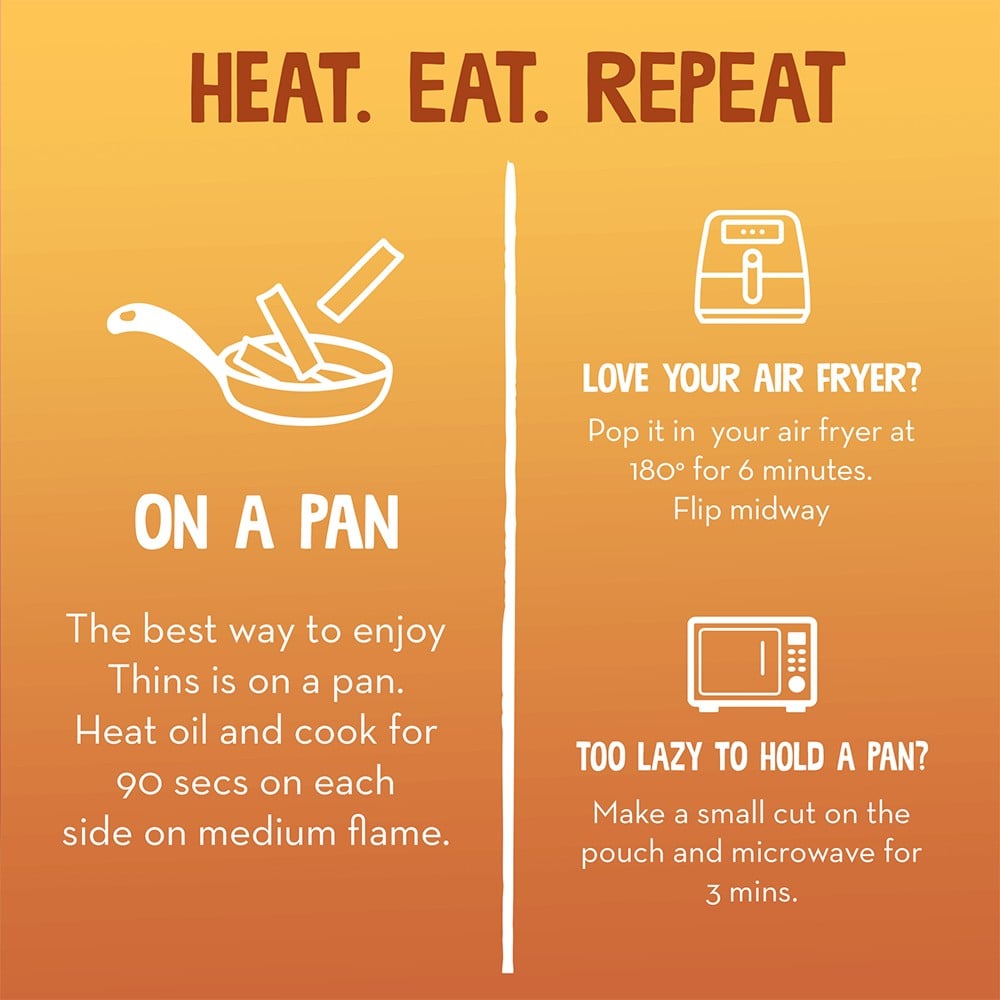 HEAT. EAT. REPEAT
ON A PAN
The best way to enjoy
Thins is on a pan.
Heat oil and cook for
90 secs on each
side on medium flame.
LOVE YOUR AIR FRYER?
Pop it in your air fryer at
180° for 6 minutes.
Flip midway
TOO LAZY TO HOLD A PAN?
Make a small cut on the
pouch and microwave for
3 mins.